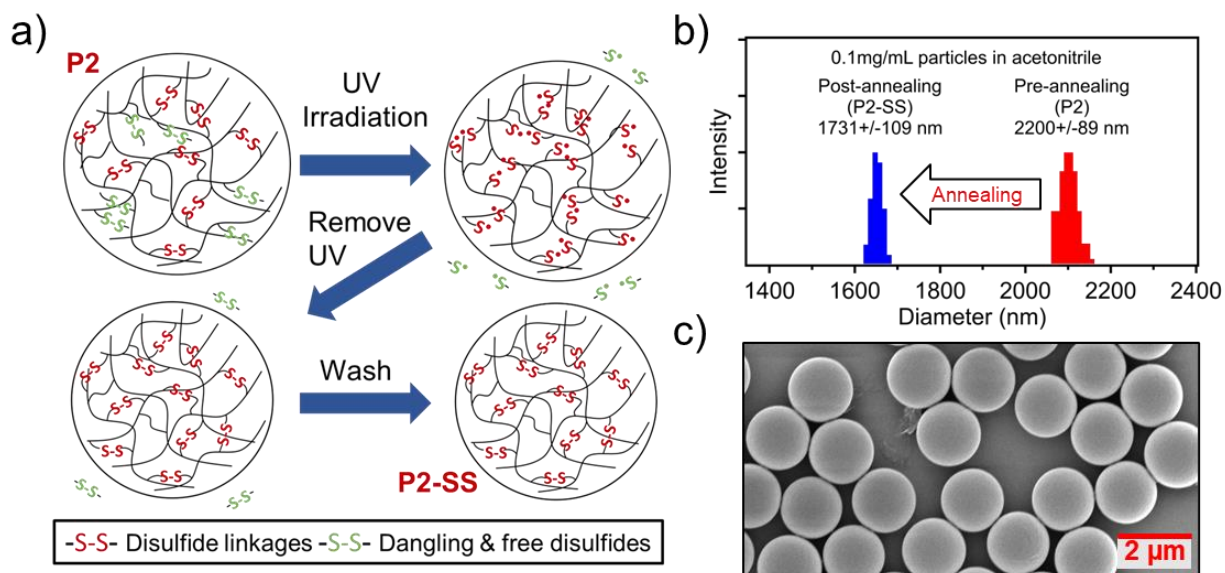 a)
P2
S-S
UV
Irradiation
S•
Remove
UV
S-S
Wash
P2-SS
-S-S- Disulfide linkages -S-S- Dangling & free disulfides
b)
0.1mg/mL particles in acetonitrile
Post-annealing
(P2-SS)
1731+/-109 nm
Pre-annealing
(P2)
2200+/-89 nm
Annealing
Intensity
1400 1600 1800 2000 2200 2400
Diameter (nm)
c)
2 µm